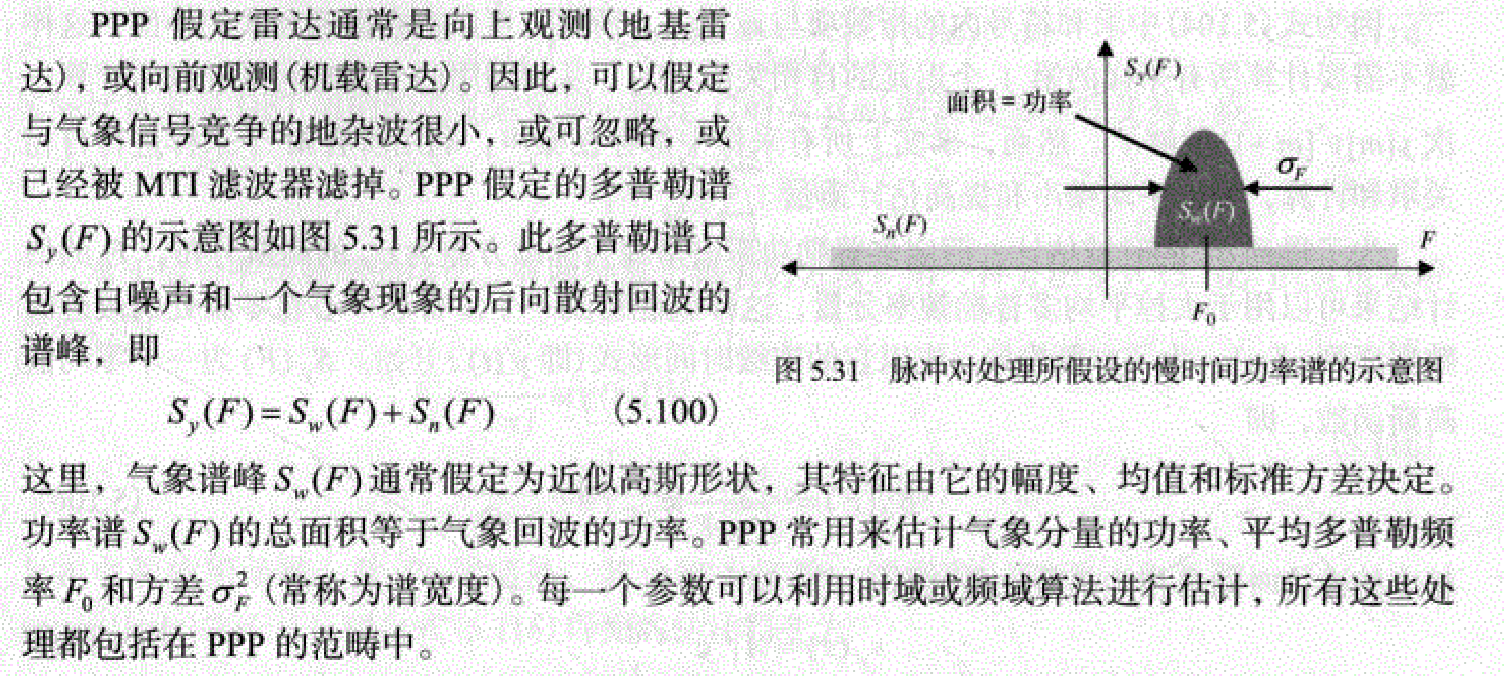 PPP 假定雷达通常是向上观测(地基雷
达)，或向前观测(机载雷达)。因此，可以假定
与气象信号竞争的地杂波很小，或可忽略，或
已经被 MTI 滤波器滤掉。PPP 假定的多普勒谱
S_y(F) 的示意图如图 5.31 所示。此多普勒谱只
包含白噪声和一个气象现象的后向散射回波的
谱峰，即
S_y(F) = S_w(F) + S_n(F) (5.100)
S_y(F)
面积 = 功率
σ_F
S_w(F)
S_n(F)
F
F_0
图 5.31 脉冲对处理所假设的慢时间功率谱的示意图
这里，气象谱峰 S_w(F) 通常假定为近似高斯形状，其特征由它的幅度、均值和标准方差决定。
功率谱 S_w(F) 的总面积等于气象回波的功率。PPP 常用来估计气象分量的功率、平均多普勒频
率 F_0 和方差 σ_F^2 (常称为谱宽度)。每一个参数可以利用时域或频域算法进行估计，所有这些处
理都包括在 PPP 的范畴中。